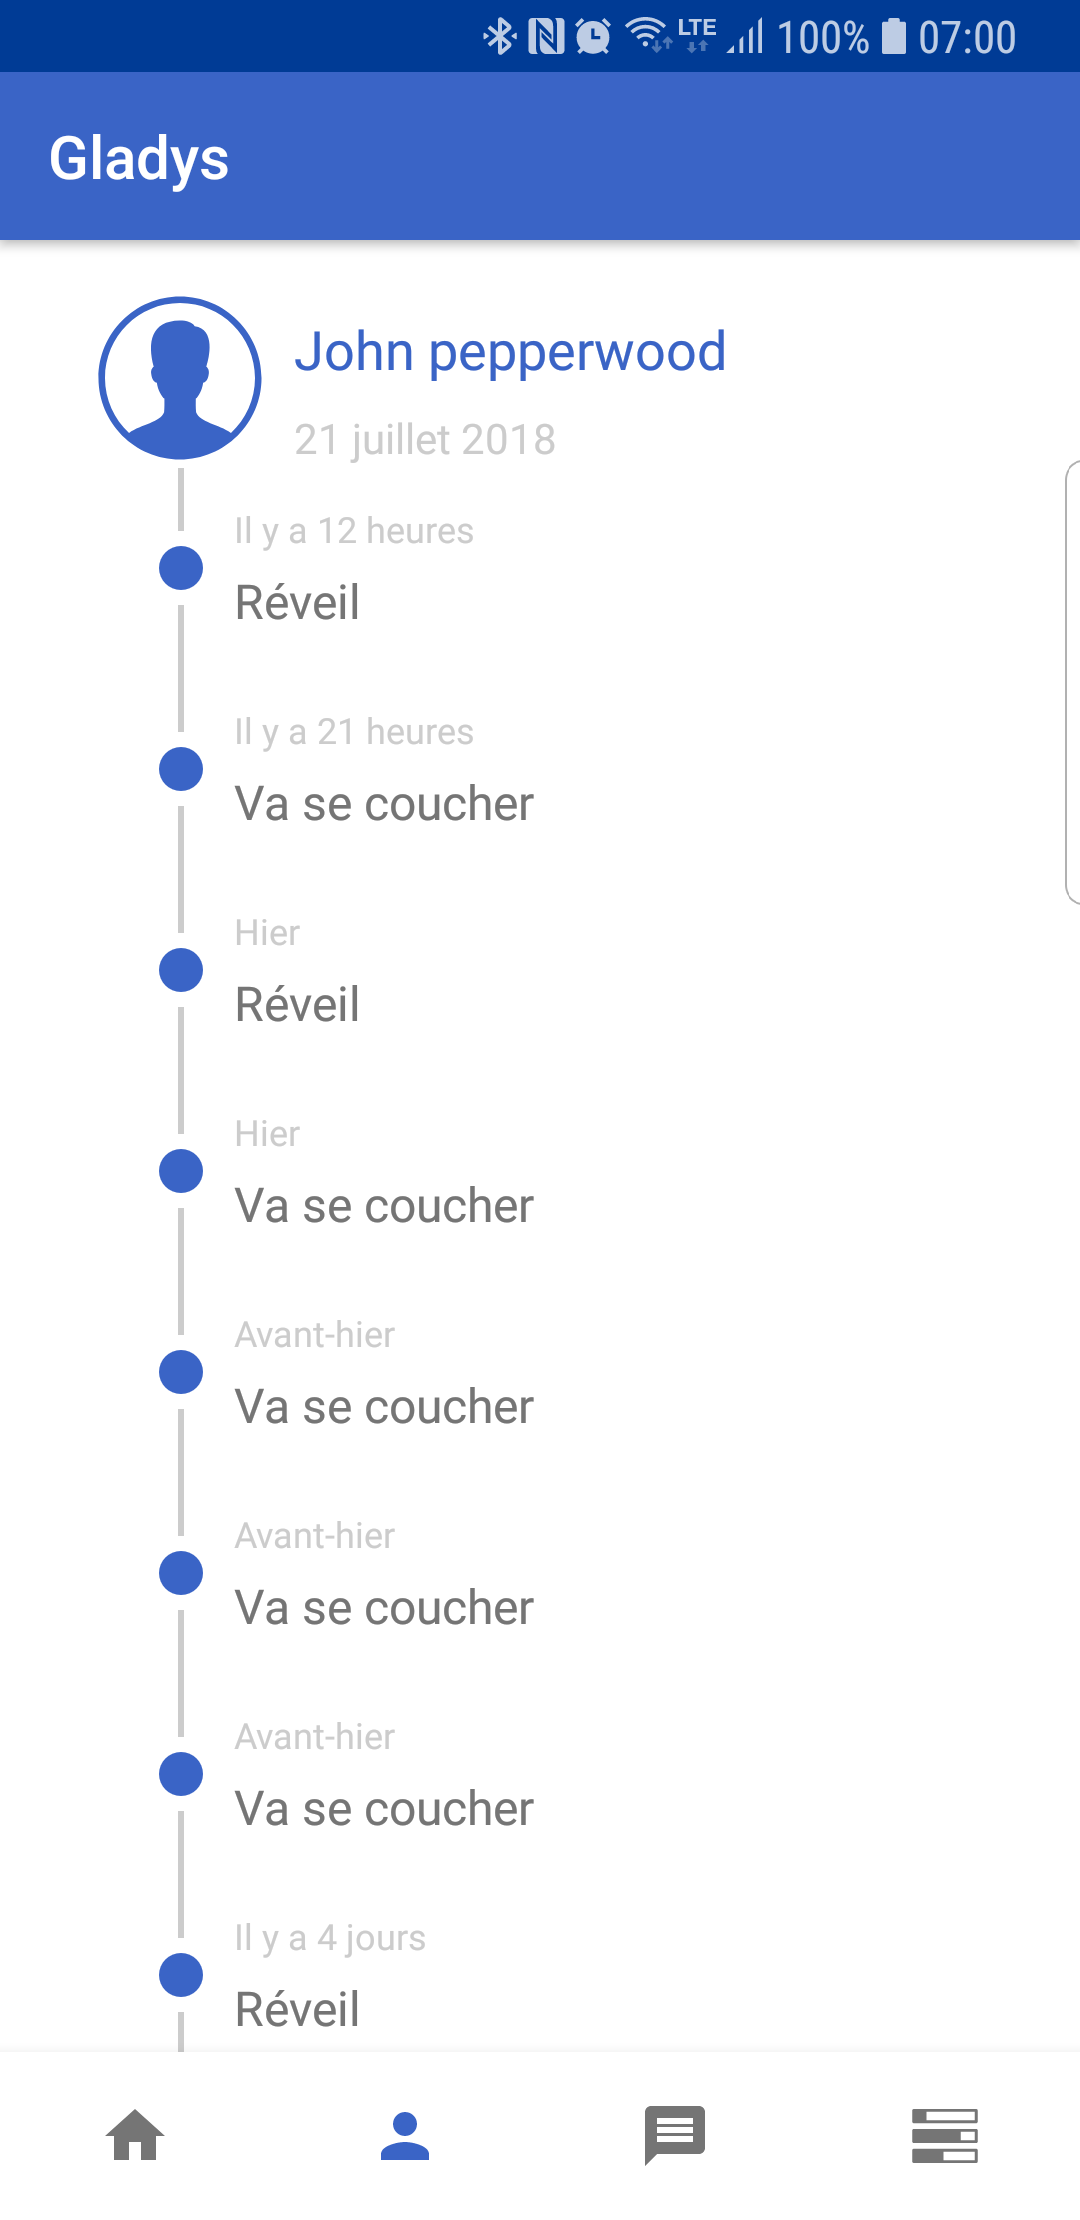 LTE 100% 07:00
Gladys
John pepperwood
21 juillet 2018
Il y a 12 heures
Réveil
Il y a 21 heures
Va se coucher
Hier
Réveil
Hier
Va se coucher
Avant-hier
Va se coucher
Avant-hier
Va se coucher
Avant-hier
Va se coucher
Il y a 4 jours
Réveil